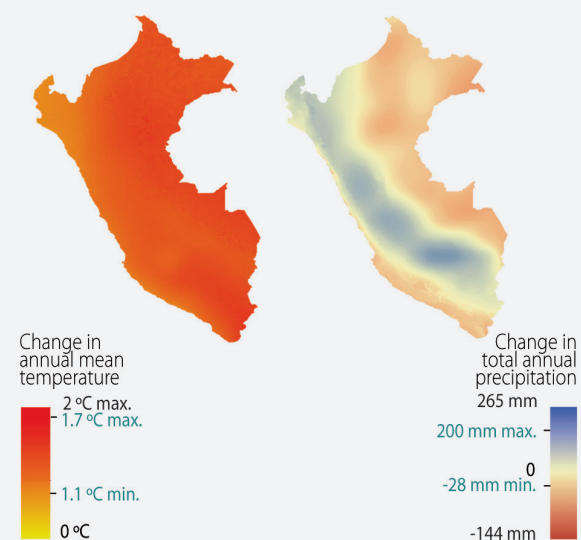 Change in
annual mean
temperature
2 ºC max.
1.7 ºC max.
1.1 ºC min.
0 ºC
Change in
total annual
precipitation
265 mm
200 mm max.
0
-28 mm min.
-144 mm